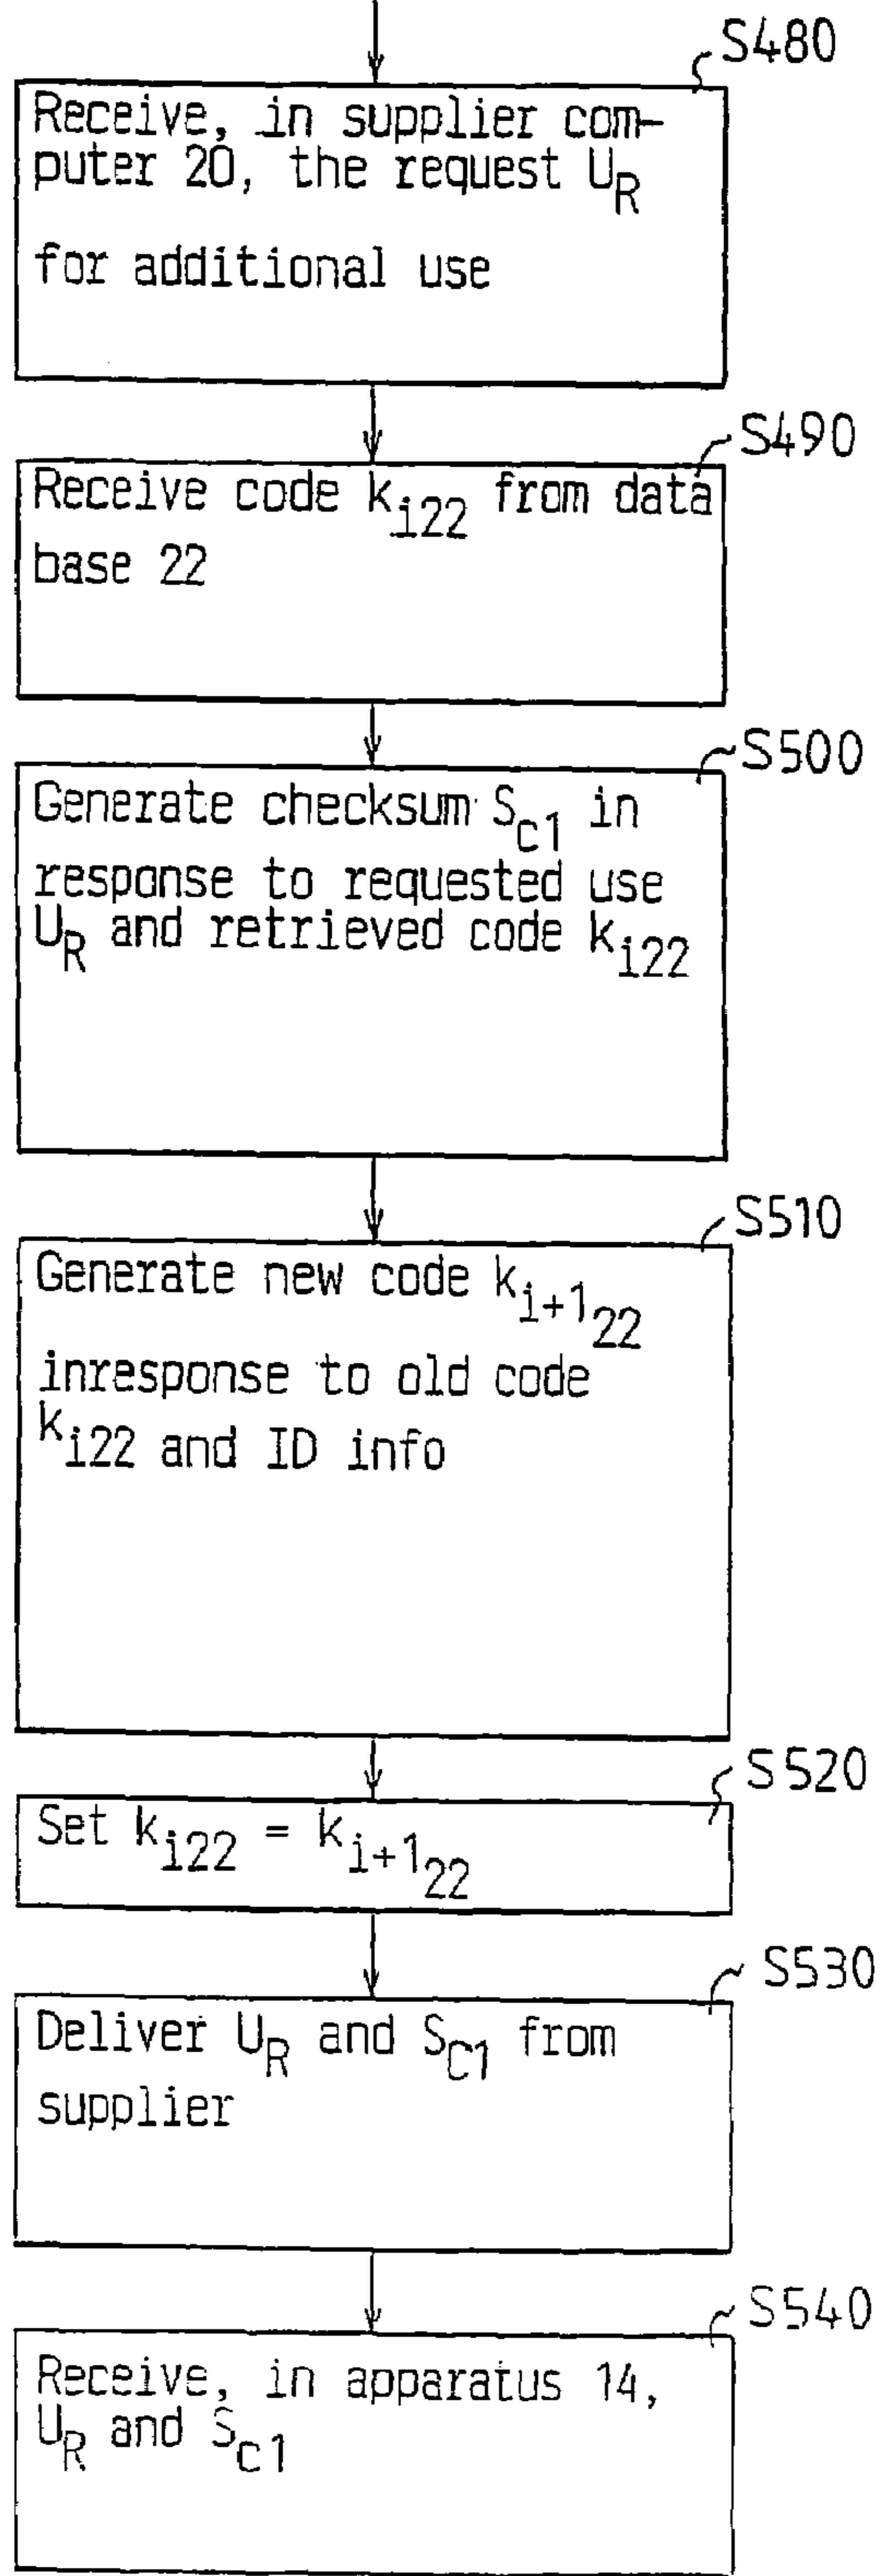 S480
Receive, in supplier com-
puter 20, the request U_R
for additional use
S490
Receive code k_i22 from data
base 22
S500
Generate checksum S_c1 in
response to requested use
U_R and retrieved code k_i22
S510
Generate new code k_i+1_22
inresponse to old code
k_i22 and ID info
S520
Set k_i22 = k_i+1_22
S530
Deliver U_R and S_C1 from
supplier
S540
Receive, in apparatus 14,
U_R and S_c1